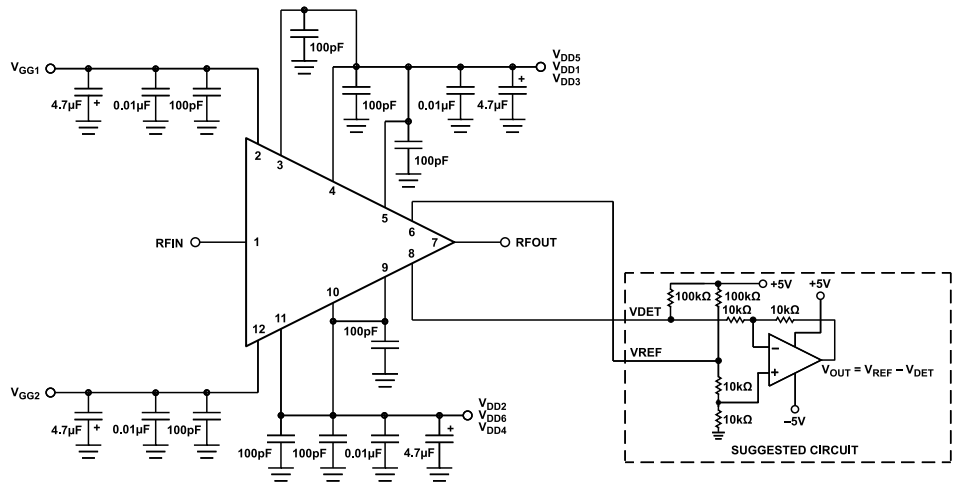 100pF
VGG1
4.7µF
+
0.01µF
100pF
100pF
0.01µF
+
4.7µF
VDD5
VDD1
VDD3
100pF
2
3
4
5
6
7
8
9
10
11
12
1
RFIN
RFOUT
100pF
VGG2
4.7µF
+
0.01µF
100pF
100pF
100pF
0.01µF
+
4.7µF
VDD2
VDD6
VDD4
+5V
+5V
100kΩ
100kΩ
VDET
10kΩ
10kΩ
VREF
−
+
VOUT = VREF − VDET
10kΩ
10kΩ
−5V
SUGGESTED CIRCUIT